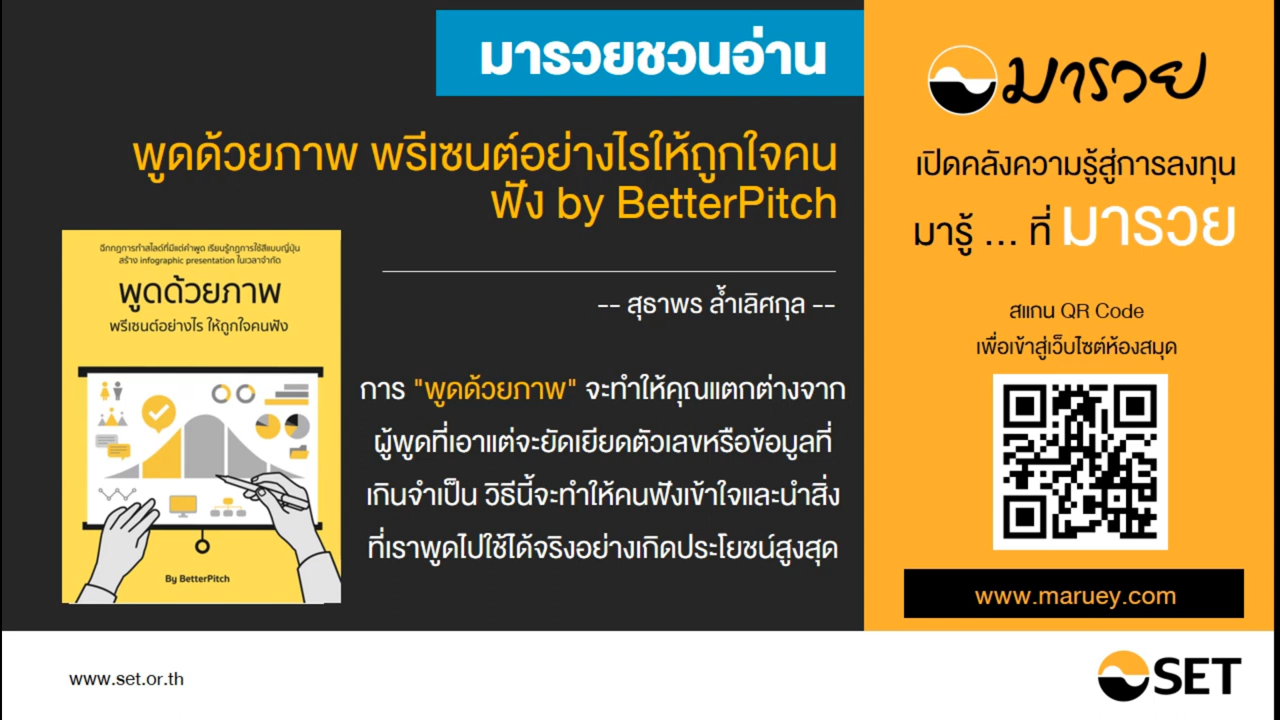 มารวยชวนอ่าน
พูดด้วยภาพ พรีเซนต์อย่างไรให้ถูกใจคน
ฟัง by BetterPitch
-- สุธาพร ล้ำเลิศกุล --
การ "พูดด้วยภาพ" จะทำให้คุณแตกต่างจาก
ผู้พูดที่เอาแต่จะยัดเยียดตัวเลขหรือข้อมูลที่
เกินจำเป็น วิธีนี้จะทำให้คนฟังเข้าใจและนำสิ่ง
ที่เราพูดไปใช้ได้จริงอย่างเกิดประโยชน์สูงสุด
ฉีกกฎการทำสไลด์ที่มีแต่คำพูด เรียนรู้กฎการใช้สีแบบญี่ปุ่น
สร้าง infographic presentation ในเวลาจำกัด
พูดด้วยภาพ
พรีเซนต์อย่างไร ให้ถูกใจคนฟัง
By BetterPitch
มารวย
เปิดคลังความรู้สู่การลงทุน
มารู้ ... ที่ มารวย
สแกน QR Code
เพื่อเข้าสู่เว็บไซต์ห้องสมุด
www.maruey.com
www.set.or.th
SET